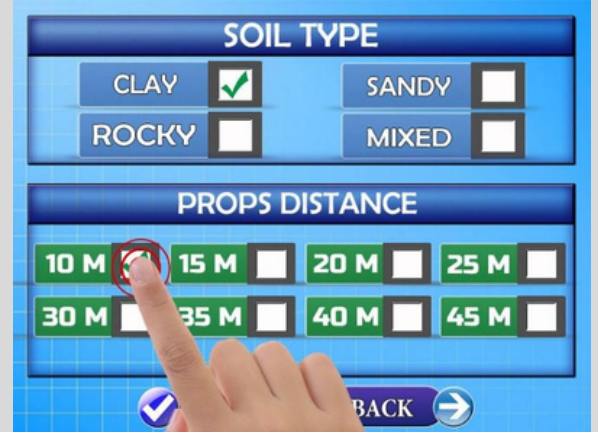 SOIL TYPE
CLAY SANDY
ROCKY MIXED
PROPS DISTANCE
10 M 15 M 20 M 25 M
30 M 35 M 40 M 45 M
BACK